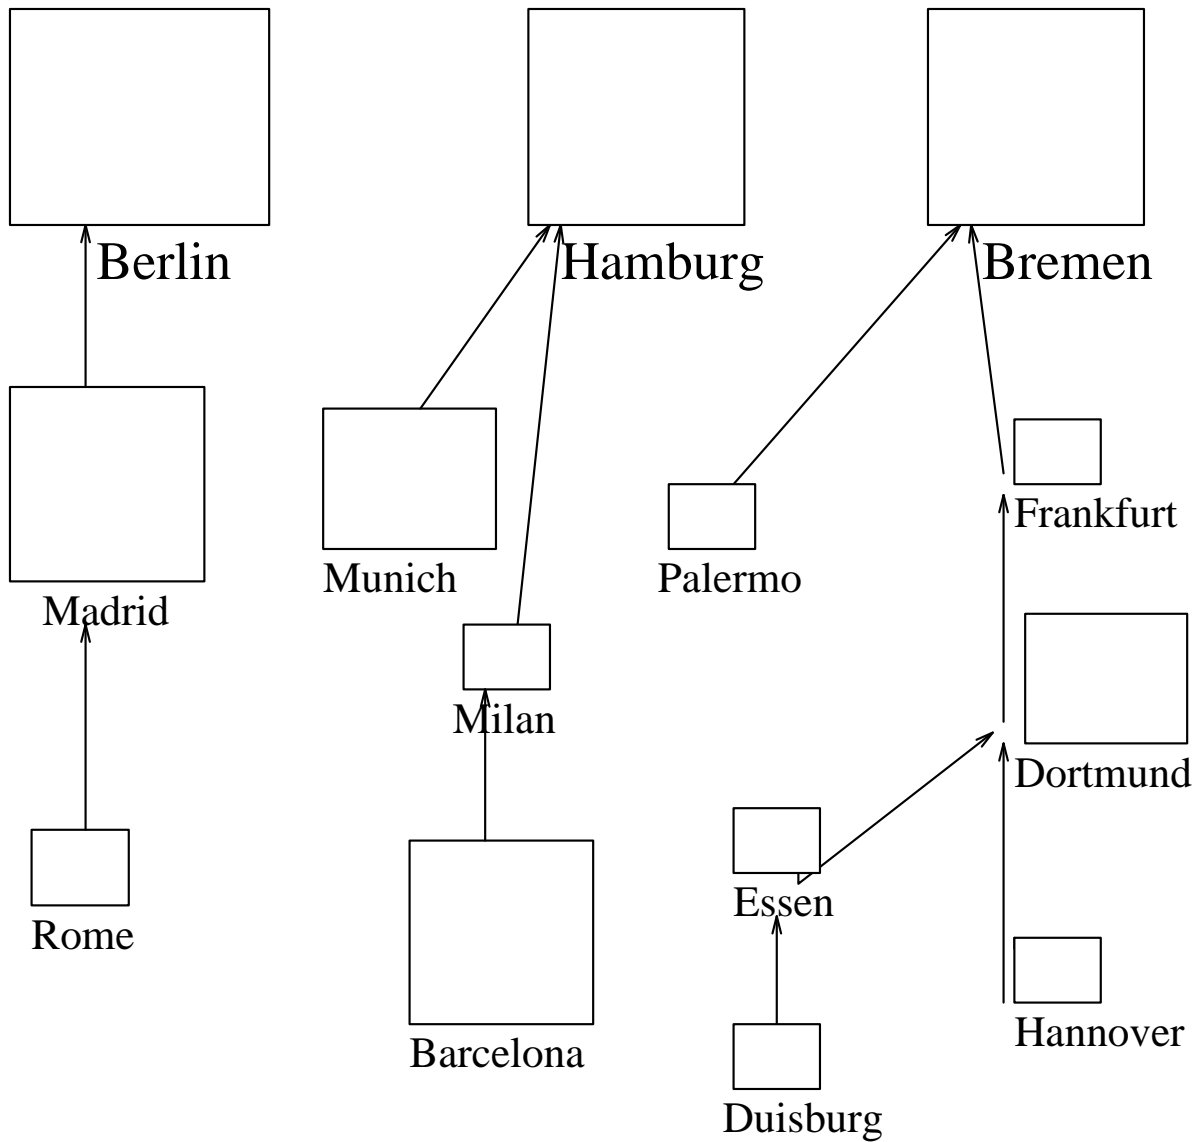 Berlin
Hamburg
Bremen
Frankfurt
Munich
Palermo
Madrid
Milan
Dortmund
Essen
Rome
Hannover
Barcelona
Duisburg